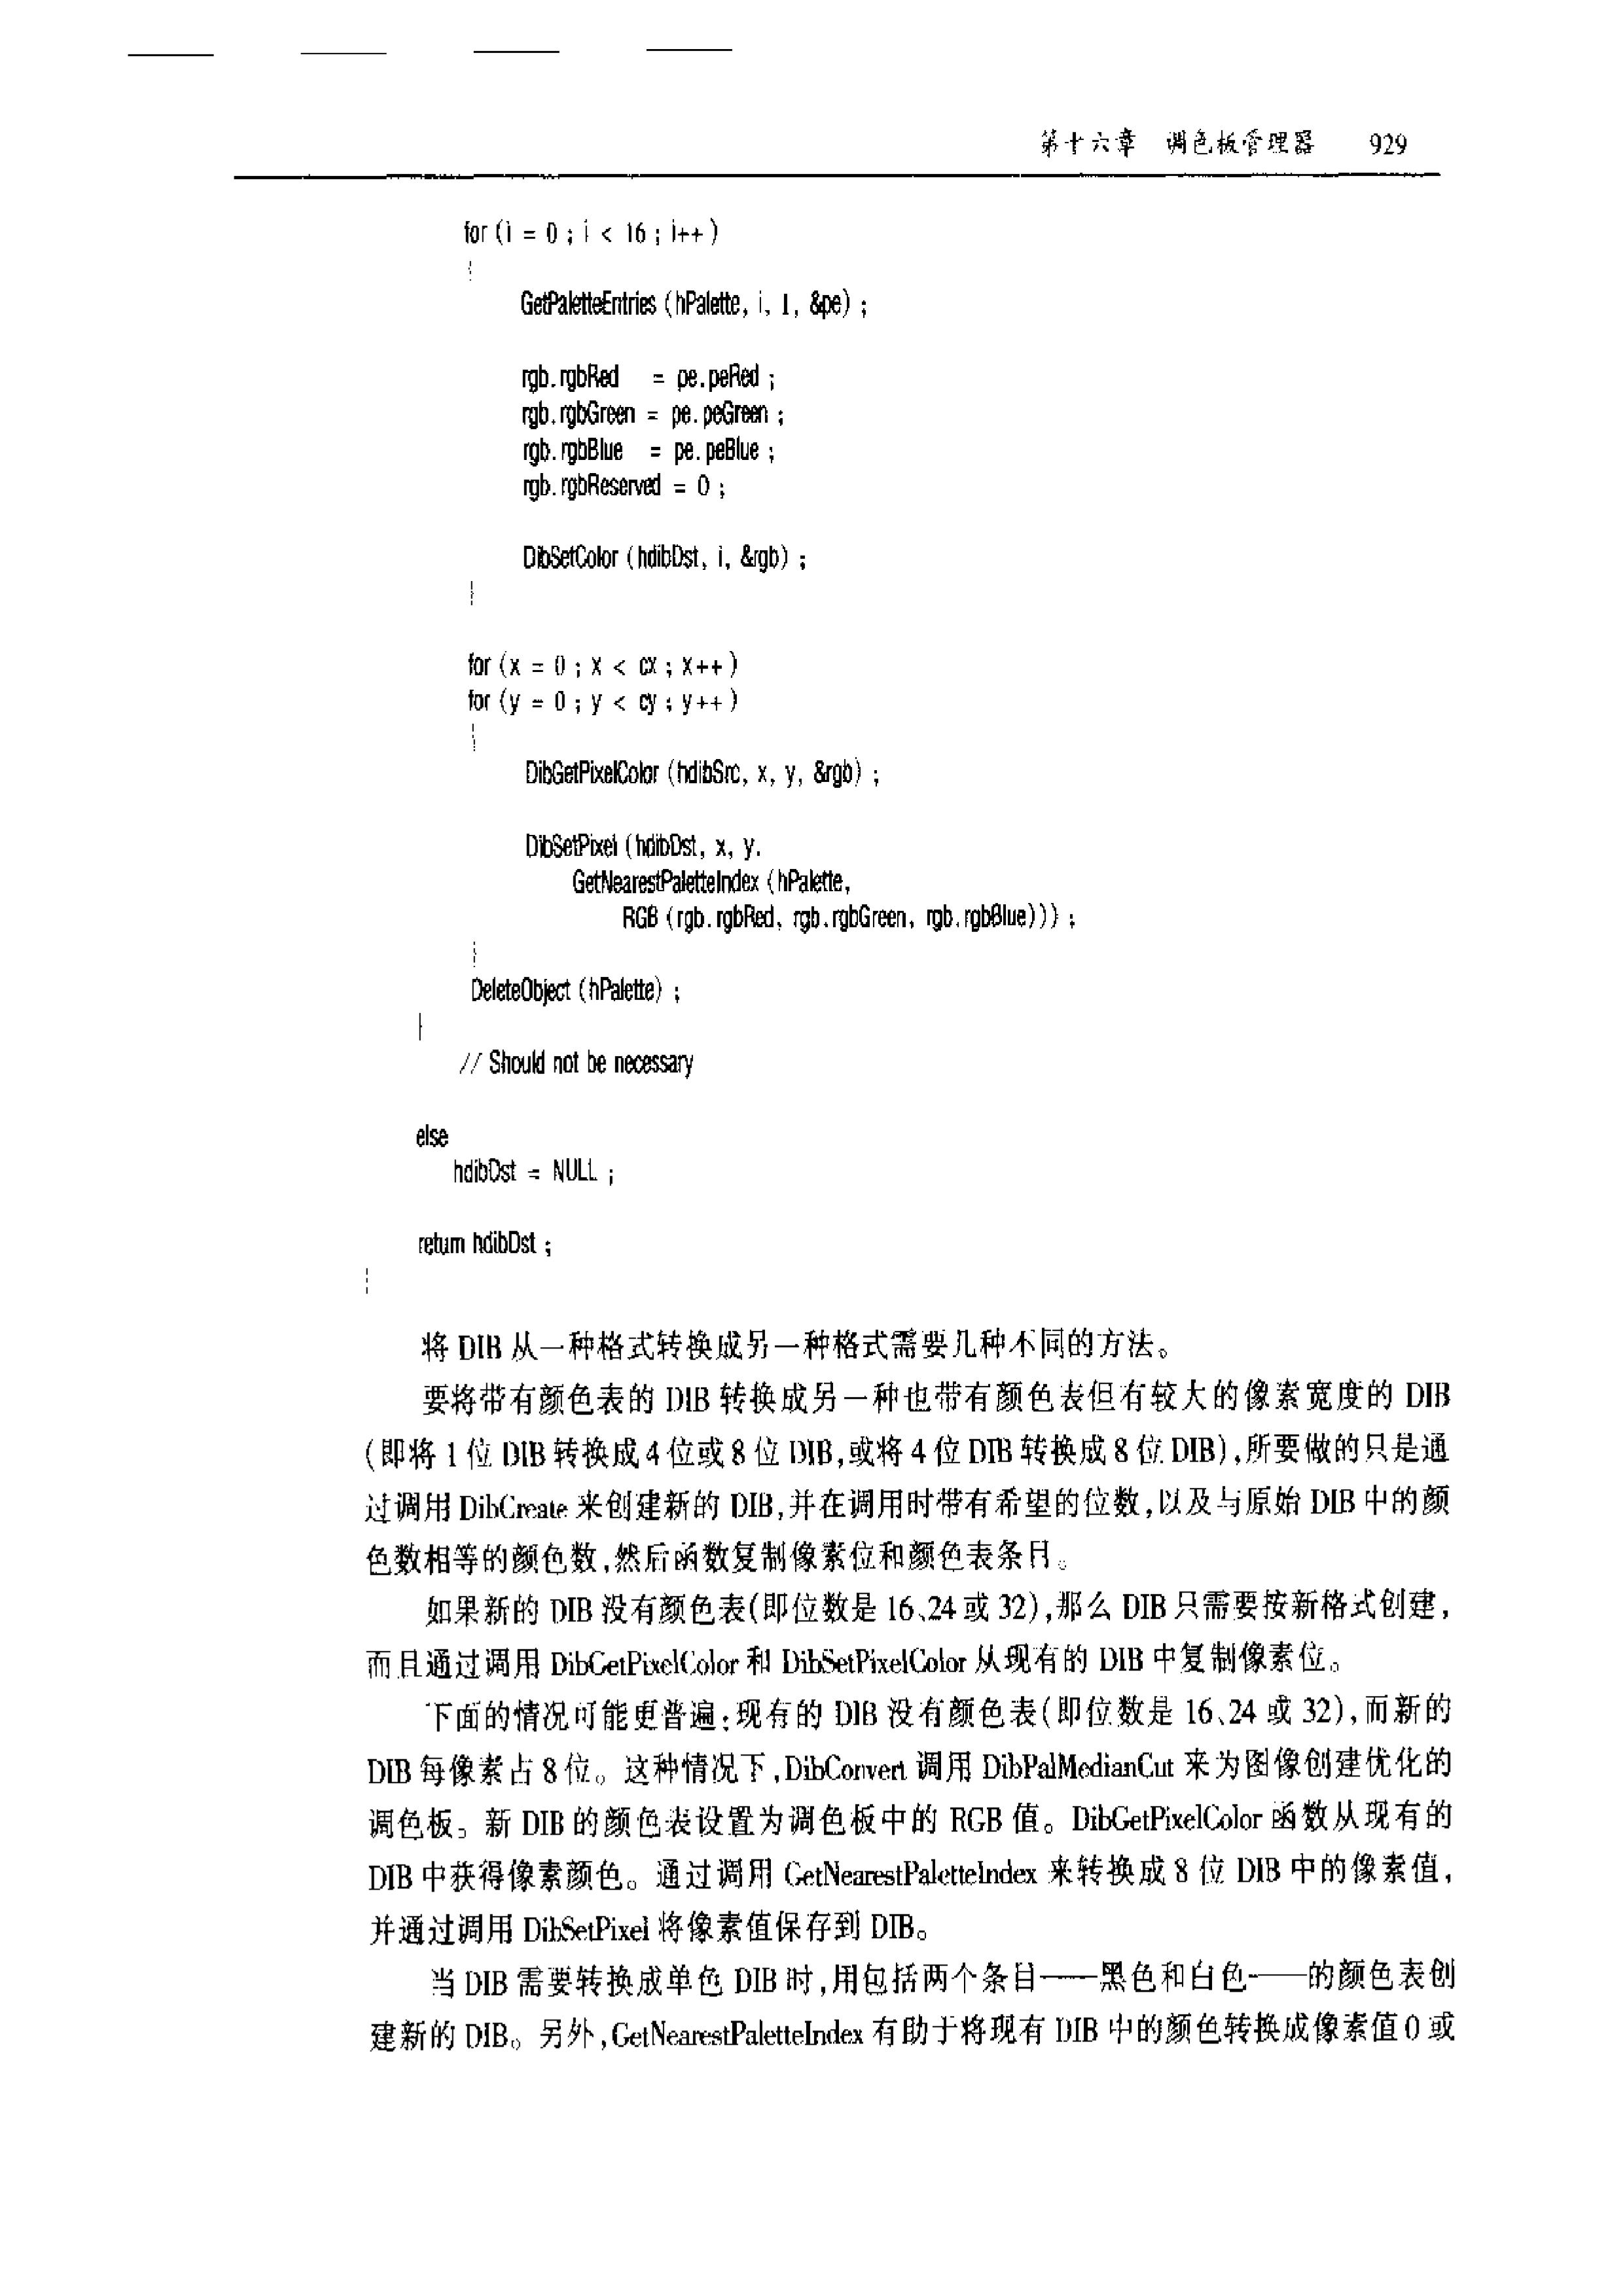 第十六章 调色板管理器 929
for (i = 0 ; i < 16 ; i++ )
{
GetPaletteEntries (hPalette, i, 1, &pe) ;
rgb.rgbRed = pe.peRed ;
rgb.rgbGreen = pe.peGreen ;
rgb.rgbBlue = pe.peBlue ;
rgb.rgbReserved = 0 ;
DibSetColor (hdibDst, i, &rgb) ;
}
for (x = 0 ; x < cx ; x++ )
for (y = 0 ; y < cy ; y++ )
{
DibGetPixelColor (hdibSrc, x, y, &rgb) ;
DibSetPixel (hdibDst, x, y.
GetNearestPaletteIndex (hPalette,
RGB (rgb.rgbRed, rgb.rgbGreen, rgb.rgbBlue))) ;
}
DeleteObject (hPalette) ;
}
// Should not be necessary
else
hdibDst = NULL ;
return hdibDst ;
}
将 DIB 从一种格式转换成另一种格式需要几种不同的方法。
要将带有颜色表的 DIB 转换成另一种也带有颜色表但有较大的像素宽度的 DIB
(即将 1 位 DIB 转换成 4 位或 8 位 DIB,或将 4 位 DIB 转换成 8 位 DIB),所要做的只是通
过调用 DibCreate 来创建新的 DIB,并在调用时带有希望的位数,以及与原始 DIB 中的颜
色数相等的颜色数,然后函数复制像素位和颜色表条目。
如果新的 DIB 没有颜色表(即位数是 16、24 或 32),那么 DIB 只需要按新格式创建,
而且通过调用 DibGetPixelColor 和 DibSetPixelColor 从现有的 DIB 中复制像素位。
下面的情况可能更普遍:现有的 DIB 没有颜色表(即位数是 16、24 或 32),而新的
DIB 每像素占 8 位。这种情况下,DibConvert 调用 DibPalMedianCut 来为图像创建优化的
调色板。新 DIB 的颜色表设置为调色板中的 RGB 值。DibGetPixelColor 函数从现有的
DIB 中获得像素颜色。通过调用 GetNearestPaletteIndex 来转换成 8 位 DIB 中的像素值,
并通过调用 DibSetPixel 将像素值保存到 DIB。
当 DIB 需要转换成单色 DIB 时,用包括两个条目——黑色和白色——的颜色表创
建新的 DIB。另外,GetNearestPaletteIndex 有助于将现有 DIB 中的颜色转换成像素值 0 或